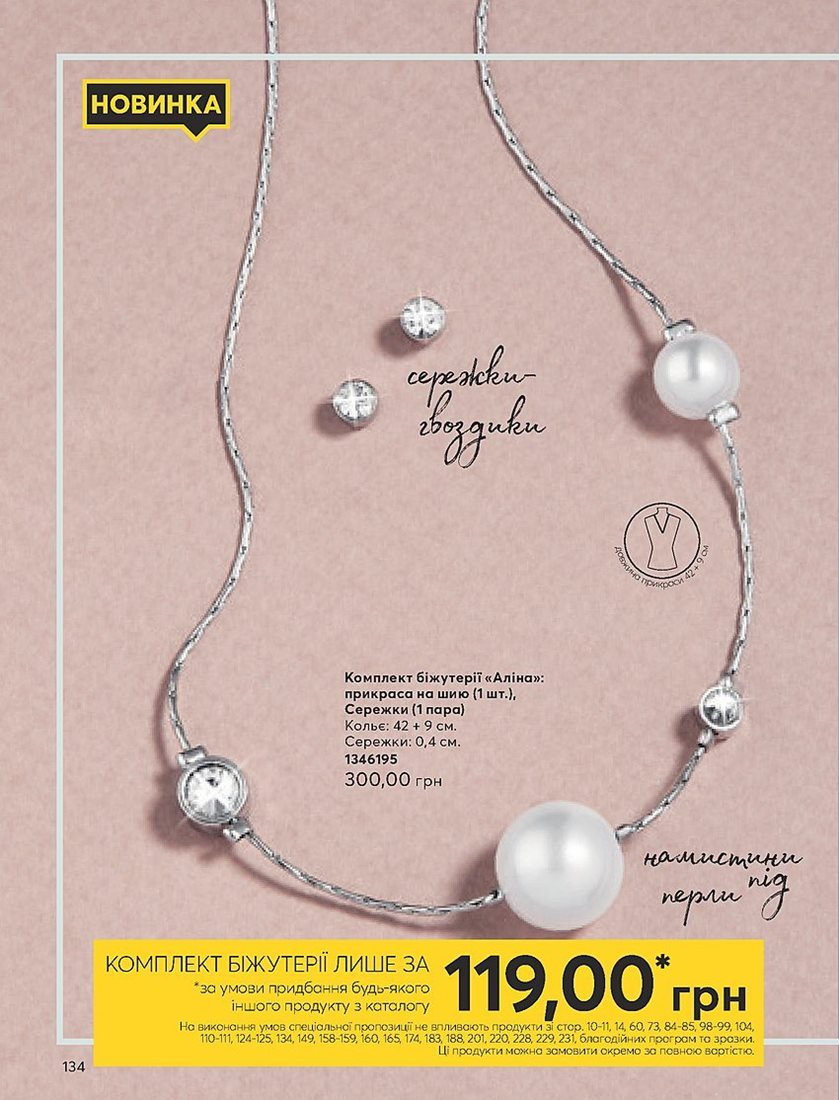 НОВИНКА
сережки-
гвоздики
довжина прикраси 42 + 9 см
Комплект біжутерії «Аліна»:
прикраса на шию (1 шт.),
Сережки (1 пара)
Кольє: 42 + 9 см.
Сережки: 0,4 см.
1346195
300,00 грн
намистини
під
перли
КОМПЛЕКТ БІЖУТЕРІЇ ЛИШЕ ЗА
*за умови придбання будь-якого
іншого продукту з каталогу
119,00* грн
На виконання умов спеціальної пропозиції не впливають продукти зі стор. 10-11, 14, 60, 73, 84-85, 98-99, 104,
110-111, 124-125, 134, 149, 158-159, 160, 165, 174, 183, 188, 201, 220, 228, 229, 231, благодійних програм та зразки.
Ці продукти можна замовити окремо за повною вартістю.
134